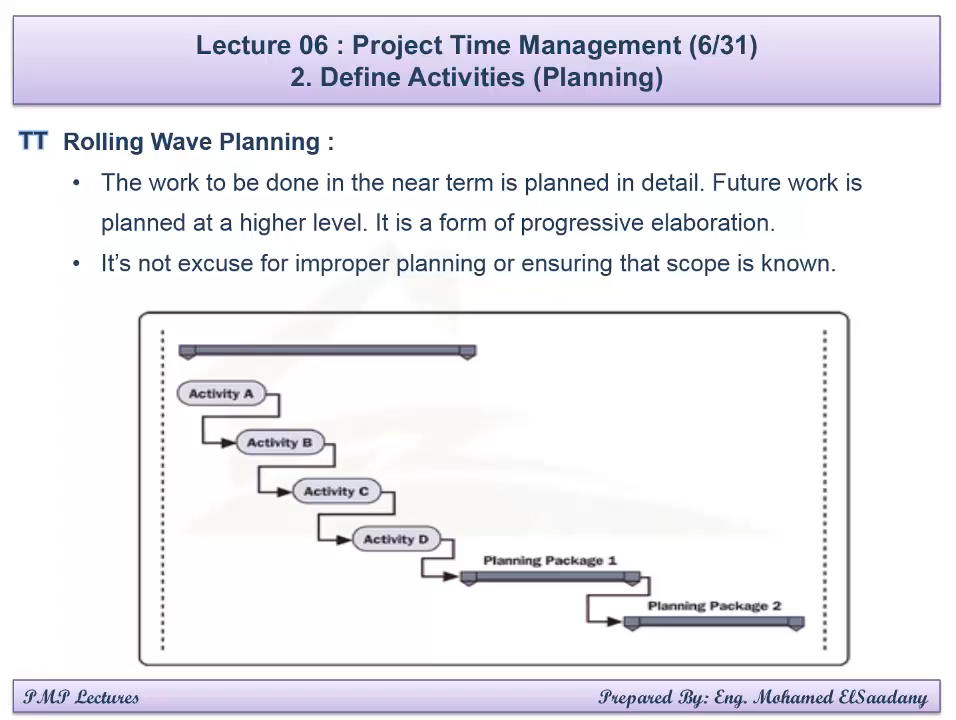 Lecture 06 : Project Time Management (6/31)
2. Define Activities (Planning)
TT Rolling Wave Planning :
• The work to be done in the near term is planned in detail. Future work is
planned at a higher level. It is a form of progressive elaboration.
• It’s not excuse for improper planning or ensuring that scope is known.
Activity A
Activity B
Activity C
Activity D
Planning Package 1
Planning Package 2
PMP Lectures
Prepared By: Eng. Mohamed ElSaadany